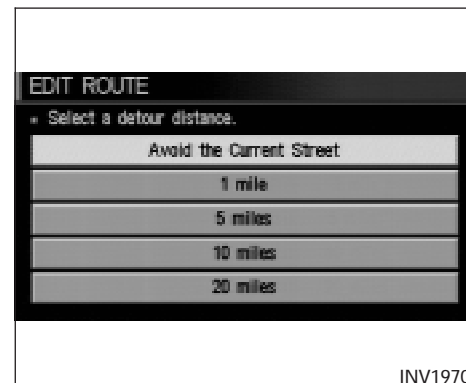 EDIT ROUTE
Select a detour distance.
Avoid the Current Street
1 mile
5 miles
10 miles
20 miles
INV1970